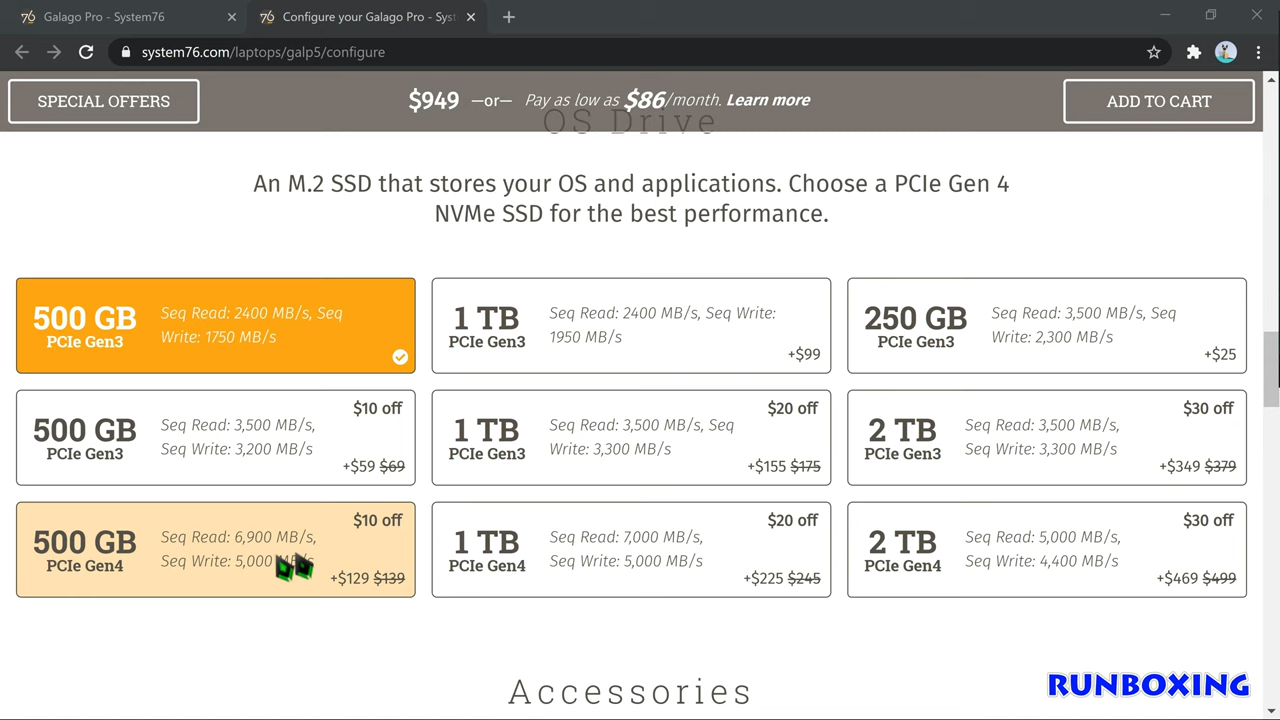 Galago Pro - System76
Configure your Galago Pro - Sys
system76.com/laptops/galp5/configure
SPECIAL OFFERS
$949 —or— Pay as low as $86/month. Learn more
ADD TO CART
OS Drive
An M.2 SSD that stores your OS and applications. Choose a PCIe Gen 4
NVMe SSD for the best performance.
500 GB
PCIe Gen3
Seq Read: 2400 MB/s, Seq
Write: 1750 MB/s
1 TB
PCIe Gen3
Seq Read: 2400 MB/s, Seq Write:
1950 MB/s
+$99
250 GB
PCIe Gen3
Seq Read: 3,500 MB/s, Seq
Write: 2,300 MB/s
+$25
500 GB
PCIe Gen3
$10 off
Seq Read: 3,500 MB/s,
Seq Write: 3,200 MB/s
+$59 $69
1 TB
PCIe Gen3
$20 off
Seq Read: 3,500 MB/s, Seq
Write: 3,300 MB/s
+$155 $175
2 TB
PCIe Gen3
$30 off
Seq Read: 3,500 MB/s,
Seq Write: 3,300 MB/s
+$349 $379
500 GB
PCIe Gen4
$10 off
Seq Read: 6,900 MB/s,
Seq Write: 5,000 MB/s
+$129 $139
1 TB
PCIe Gen4
$20 off
Seq Read: 7,000 MB/s,
Seq Write: 5,000 MB/s
+$225 $245
2 TB
PCIe Gen4
$30 off
Seq Read: 5,000 MB/s,
Seq Write: 4,400 MB/s
+$469 $499
Accessories
RUNBOXING